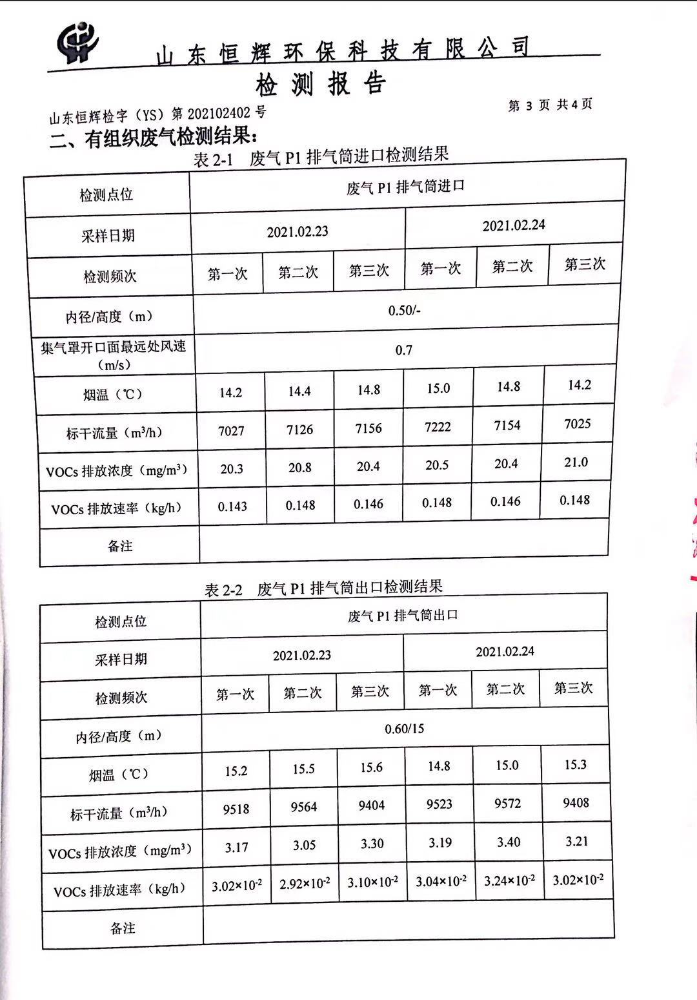 山东恒辉环保科技有限公司
检测报告
山东恒辉检字（YS）第 202102402 号
第 3 页 共 4 页
二、有组织废气检测结果：
表 2-1 废气 P1 排气筒进口检测结果
检测点位 废气 P1 排气筒进口
采样日期 2021.02.23 2021.02.24
检测频次 第一次 第二次 第三次 第一次 第二次 第三次
内径/高度（m） 0.50/-
集气罩开口面最远处风速
（m/s）
0.7
烟温（℃） 14.2 14.4 14.8 15.0 14.8 14.2
标干流量（m³/h） 7027 7126 7156 7222 7154 7025
VOCs 排放浓度（mg/m³） 20.3 20.8 20.4 20.5 20.4 21.0
VOCs 排放速率（kg/h） 0.143 0.148 0.146 0.148 0.146 0.148
备注
表 2-2 废气 P1 排气筒出口检测结果
检测点位 废气 P1 排气筒出口
采样日期 2021.02.23 2021.02.24
检测频次 第一次 第二次 第三次 第一次 第二次 第三次
内径/高度（m） 0.60/15
烟温（℃） 15.2 15.5 15.6 14.8 15.0 15.3
标干流量（m³/h） 9518 9564 9404 9523 9572 9408
VOCs 排放浓度（mg/m³） 3.17 3.05 3.30 3.19 3.40 3.21
VOCs 排放速率（kg/h） 3.02×10⁻² 2.92×10⁻² 3.10×10⁻² 3.04×10⁻² 3.24×10⁻² 3.02×10⁻²
备注